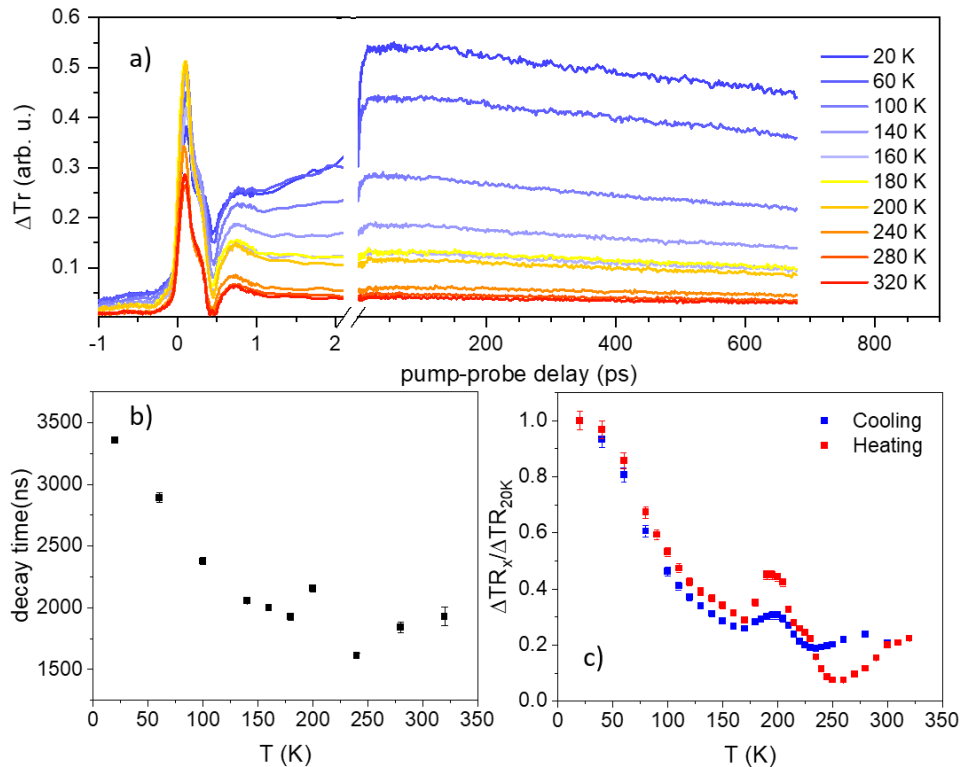 a)
ΔTr (arb. u.)
0.6
0.5
0.4
0.3
0.2
0.1
-1 0 1 2 200 400 600 800
pump-probe delay (ps)
20 K
60 K
100 K
140 K
160 K
180 K
200 K
240 K
280 K
320 K
b)
decay time(ns)
3500
3000
2500
2000
1500
0 50 100 150 200 250 300 350
T (K)
c)
ΔTR_x/ΔTR_20K
1.0
0.8
0.6
0.4
0.2
0.0
0 50 100 150 200 250 300 350
T (K)
Cooling
Heating